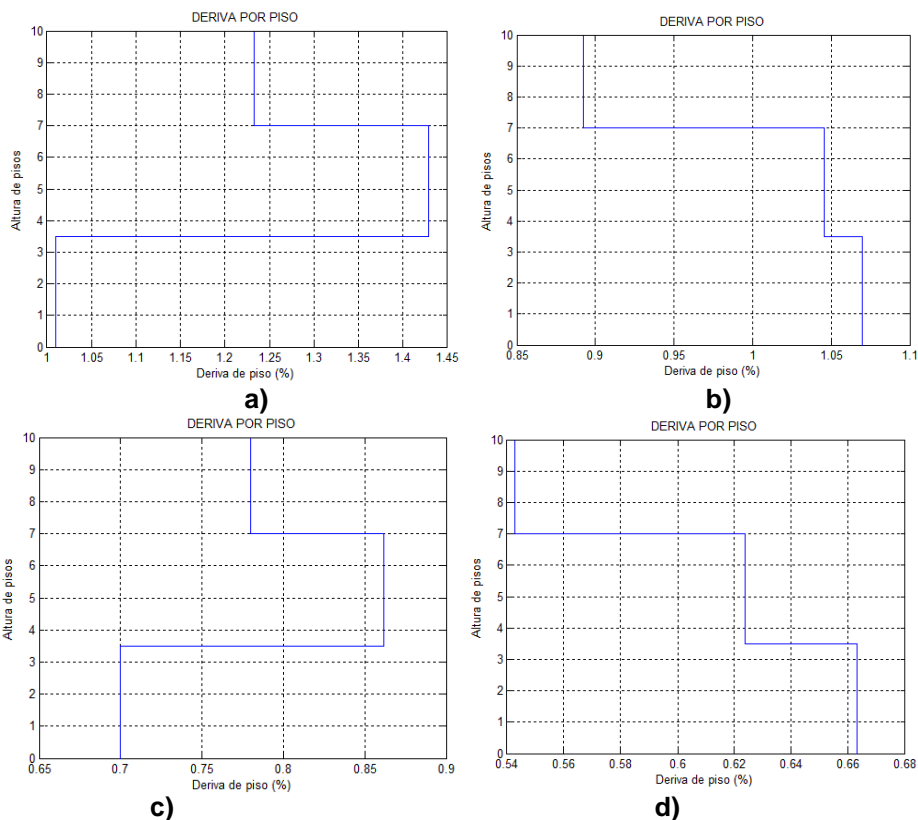 DERIVA POR PISO
10
9
8
7
6
5
4
3
2
1
0
Altura de pisos
1 1.05 1.1 1.15 1.2 1.25 1.3 1.35 1.4 1.45
Deriva de piso (%)
a)
DERIVA POR PISO
10
9
8
7
6
5
4
3
2
1
0
Altura de pisos
0.85 0.9 0.95 1 1.05 1.1
Deriva de piso (%)
b)
DERIVA POR PISO
10
9
8
7
6
5
4
3
2
1
0
Altura de pisos
0.65 0.7 0.75 0.8 0.85 0.9
Deriva de piso (%)
c)
DERIVA POR PISO
10
9
8
7
6
5
4
3
2
1
0
Altura de pisos
0.54 0.56 0.58 0.6 0.62 0.64 0.66 0.68
Deriva de piso (%)
d)